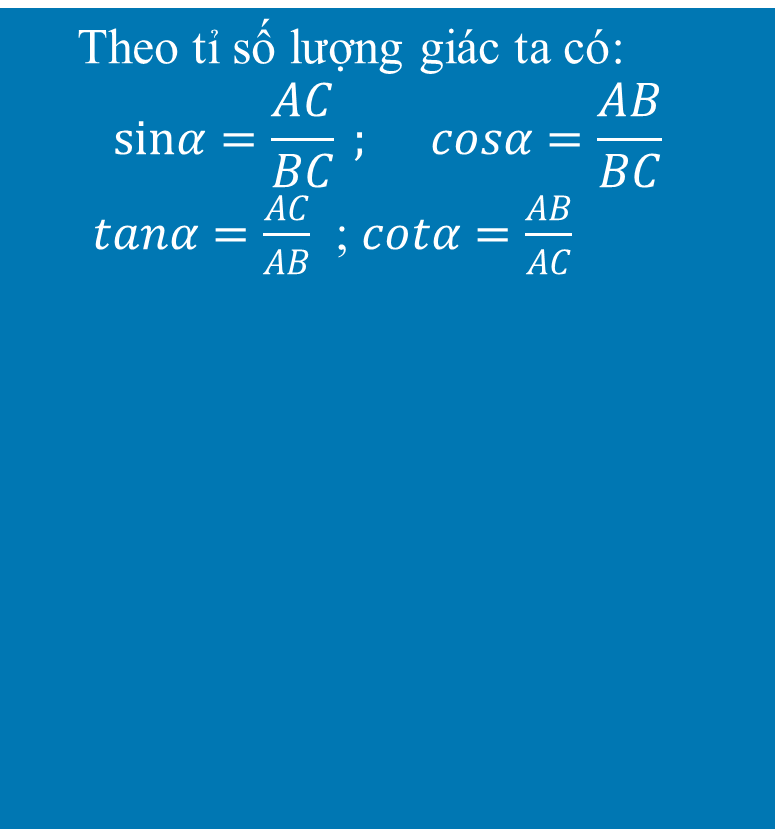 Theo tỉ số lượng giác ta có:
sinα = AC/BC ; cosα = AB/BC
tanα = AC/AB ; cotα = AB/AC